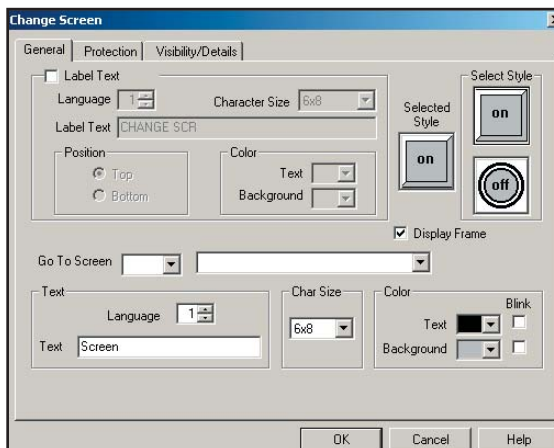 Change Screen
General Protection Visibility/Details
Label Text
Language 1 Character Size 6x8
Label Text CHANGE SCR
Position
Top
Bottom
Color
Text
Background
Selected Style
on
Select Style
on
off
Display Frame
Go To Screen
Text
Language 1
Text Screen
Char Size
6x8
Color
Blink
Text
Background
OK Cancel Help